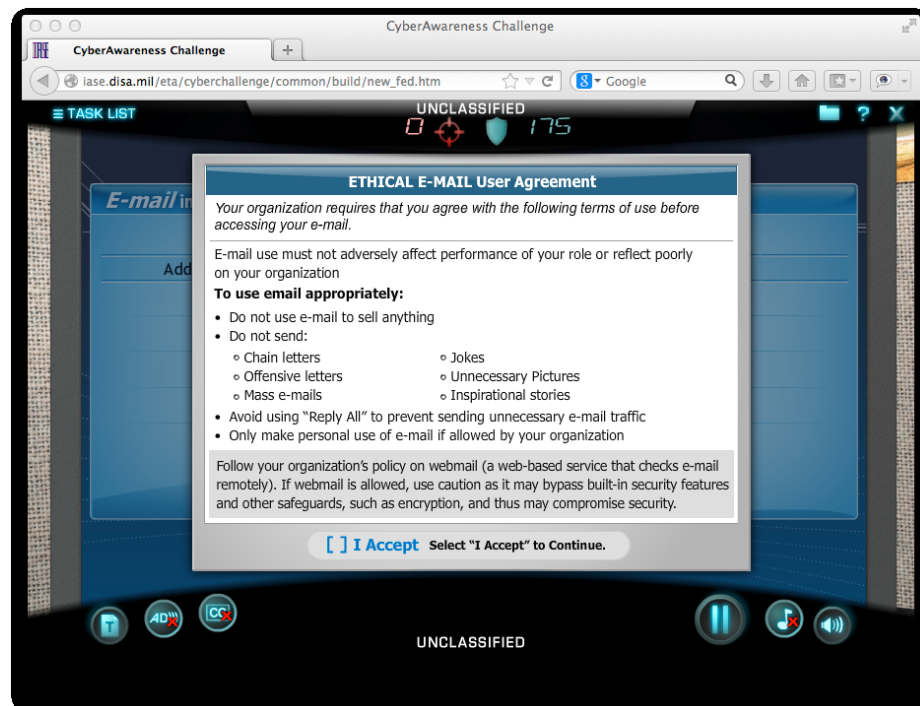 CyberAwareness Challenge
CyberAwareness Challenge
iase.disa.mil/eta/cyberchallenge/common/build/new_fed.htm
Google
TASK LIST
UNCLASSIFIED
0 175
E-mail in
Add
ETHICAL E-MAIL User Agreement
Your organization requires that you agree with the following terms of use before
accessing your e-mail.
E-mail use must not adversely affect performance of your role or reflect poorly
on your organization
To use email appropriately:
• Do not use e-mail to sell anything
• Do not send:
Chain letters
Jokes
Offensive letters
Unnecessary Pictures
Mass e-mails
Inspirational stories
• Avoid using “Reply All” to prevent sending unnecessary e-mail traffic
• Only make personal use of e-mail if allowed by your organization
Follow your organization’s policy on webmail (a web-based service that checks e-mail
remotely). If webmail is allowed, use caution as it may bypass built-in security features
and other safeguards, such as encryption, and thus may compromise security.
[ ] I Accept Select “I Accept” to Continue.
T
AD
CC
UNCLASSIFIED